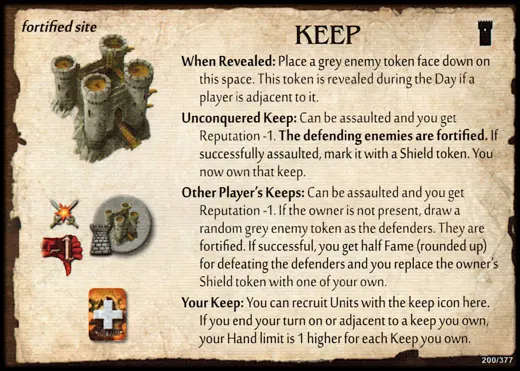 fortified site
KEEP
When Revealed: Place a grey enemy token face down on
this space. This token is revealed during the Day if a
player is adjacent to it.
Unconquered Keep: Can be assaulted and you get
Reputation -1. The defending enemies are fortified. If
successfully assaulted, mark it with a Shield token. You
now own that keep.
Other Player's Keeps: Can be assaulted and you get
Reputation -1. If the owner is not present, draw a
random grey enemy token as the defenders. They are
fortified. If successful, you get half Fame (rounded up)
for defeating the defenders and you replace the owner's
Shield token with one of your own.
-1
Your Keep: You can recruit Units with the keep icon here.
If you end your turn on or adjacent to a keep you own,
your Hand limit is 1 higher for each Keep you own.
200/377